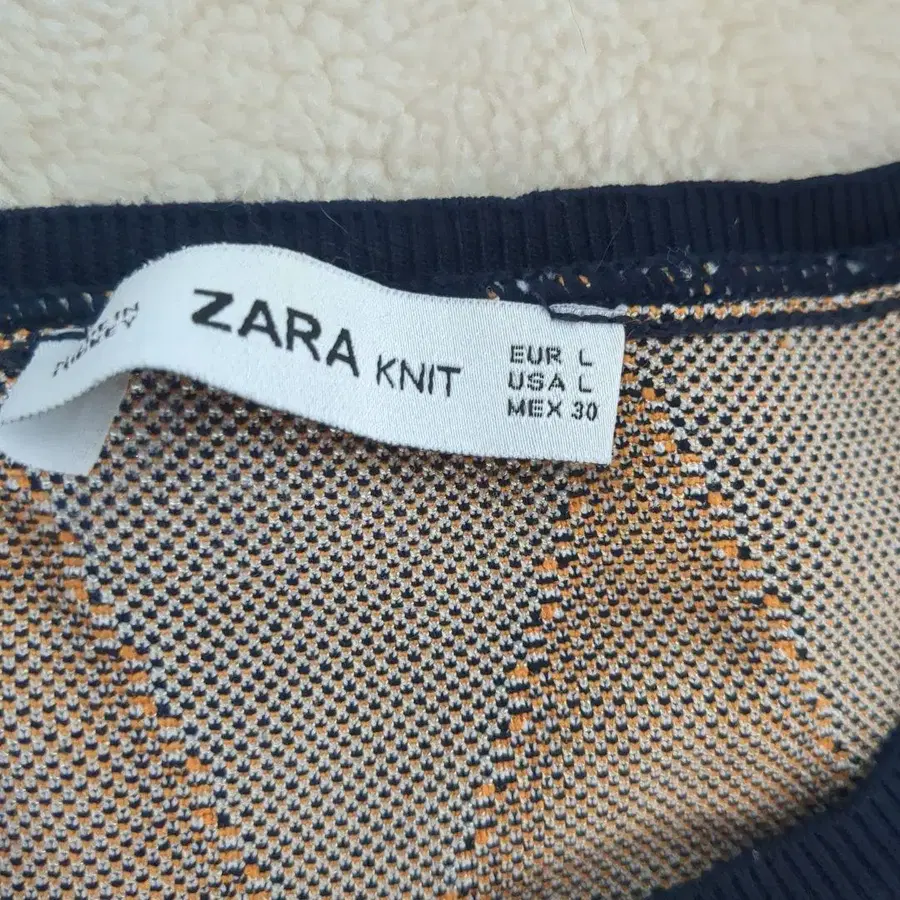 ZARA KNIT
EUR L
USA L
MEX 30